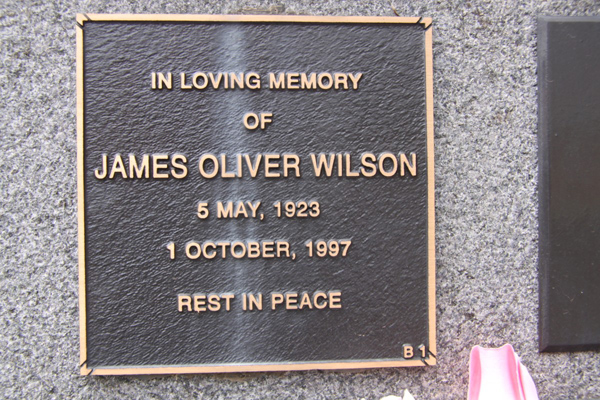 IN LOVING MEMORY
OF
JAMES OLIVER WILSON
5 MAY, 1923
1 OCTOBER, 1997
REST IN PEACE
B 1